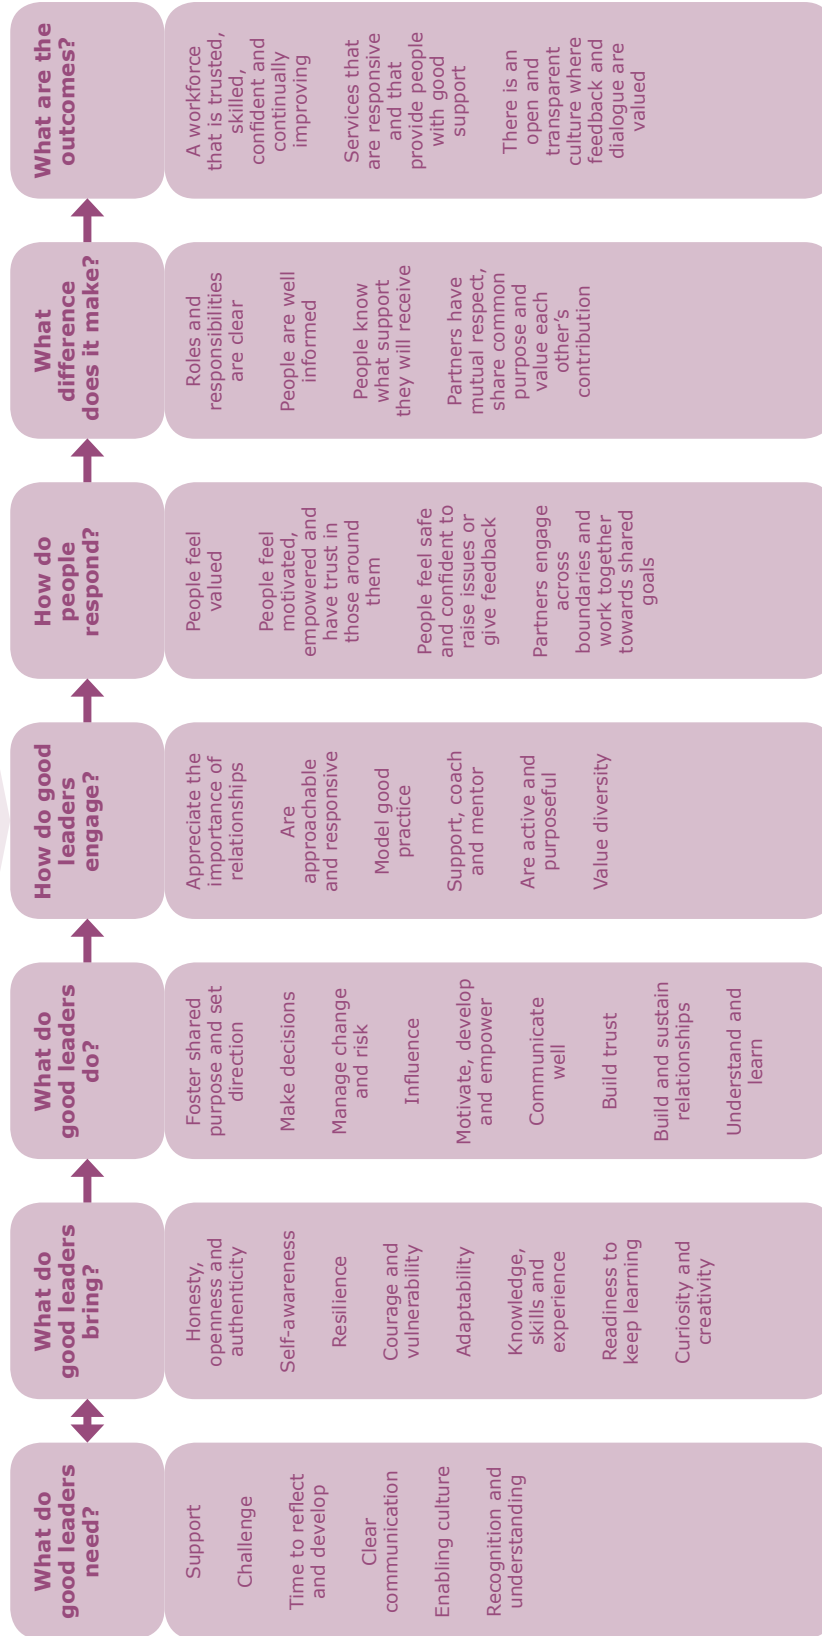 What do
good leaders
need?
Support
Challenge
Time to reflect
and develop
Clear
communication
Enabling culture
Recognition and
understanding
What do
good leaders
bring?
Honesty,
openness and
authenticity
Self-awareness
Resilience
Courage and
vulnerability
Adaptability
Knowledge,
skills and
experience
Readiness to
keep learning
Curiosity and
creativity
What do
good leaders
do?
Foster shared
purpose and set
direction
Make decisions
Manage change
and risk
Influence
Motivate, develop
and empower
Communicate
well
Build trust
Build and sustain
relationships
Understand and
learn
How do good
leaders
engage?
Appreciate the
importance of
relationships
Are
approachable
and responsive
Model good
practice
Support, coach
and mentor
Are active and
purposeful
Value diversity
How do
people
respond?
People feel
valued
People feel
motivated,
empowered and
have trust in
those around
them
People feel safe
and confident to
raise issues or
give feedback
Partners engage
across
boundaries and
work together
towards shared
goals
What
difference
does it make?
Roles and
responsibilities
are clear
People are well
informed
People know
what support
they will receive
Partners have
mutual respect,
share common
purpose and
value each
other’s
contribution
What are the
outcomes?
A workforce
that is trusted,
skilled,
confident and
continually
improving
Services that
are responsive
and that
provide people
with good
support
There is an
open and
transparent
culture where
feedback and
dialogue are
valued